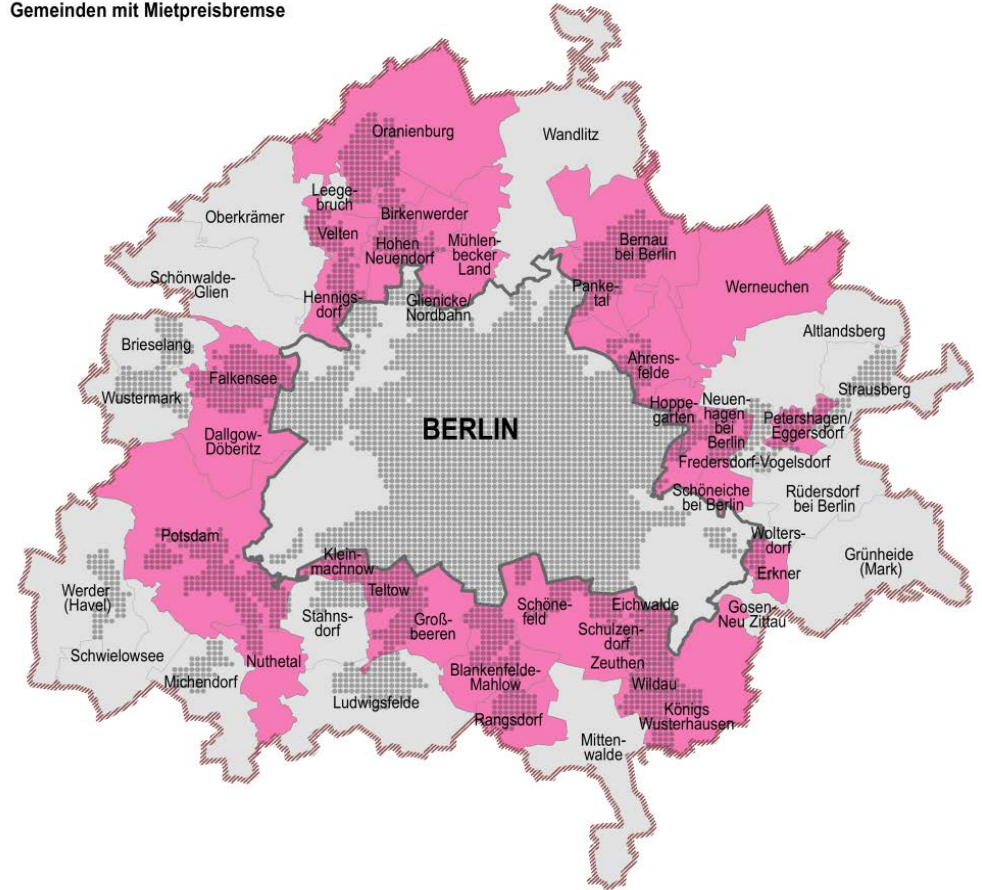 Gemeinden mit Mietpreisbremse
Oranienburg
Wandlitz
Leege-
bruch
Oberkrämer
Birkenwerder
Velten
Hohen
Neuendorf
Mühlen-
becker
Land
Bernau
bei Berlin
Schönwalde-
Glien
Hennigs-
dorf
Glienicke/
Nordbahn
Panke-
tal
Werneuchen
Brieselang
Altlandsberg
Ahrens-
felde
Falkensee
Wustermark
Strausberg
Hoppe-
garten
Neuen-
hagen
bei
Berlin
Petershagen/
Eggersdorf
BERLIN
Dallgow-
Döberitz
Fredersdorf-Vogelsdorf
Schöneiche
bei Berlin
Rüdersdorf
bei Berlin
Potsdam
Wolters-
dorf
Klein-
machnow
Erkner
Grünheide
(Mark)
Werder
(Havel)
Teltow
Stahns-
dorf
Groß-
beeren
Schöne-
feld
Eichwalde
Gosen-
Neu Zittau
Schulzen-
dorf
Schwielowsee
Nuthetal
Zeuthen
Michendorf
Blankenfelde-
Mahlow
Wildau
Ludwigsfelde
Rangsdorf
Königs
Wusterhausen
Mitten-
walde